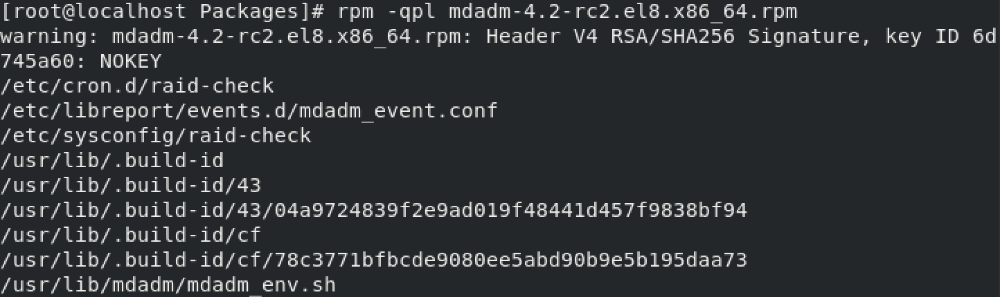 [root@localhost Packages]# rpm -qpl mdadm-4.2-rc2.el8.x86_64.rpm
warning: mdadm-4.2-rc2.el8.x86_64.rpm: Header V4 RSA/SHA256 Signature, key ID 6d
745a60: NOKEY
/etc/cron.d/raid-check
/etc/libreport/events.d/mdadm_event.conf
/etc/sysconfig/raid-check
/usr/lib/.build-id
/usr/lib/.build-id/43
/usr/lib/.build-id/43/04a9724839f2e9ad019f48441d457f9838bf94
/usr/lib/.build-id/cf
/usr/lib/.build-id/cf/78c3771bfbcde9080ee5abd90b9e5b195daa73
/usr/lib/mdadm/mdadm_env.sh